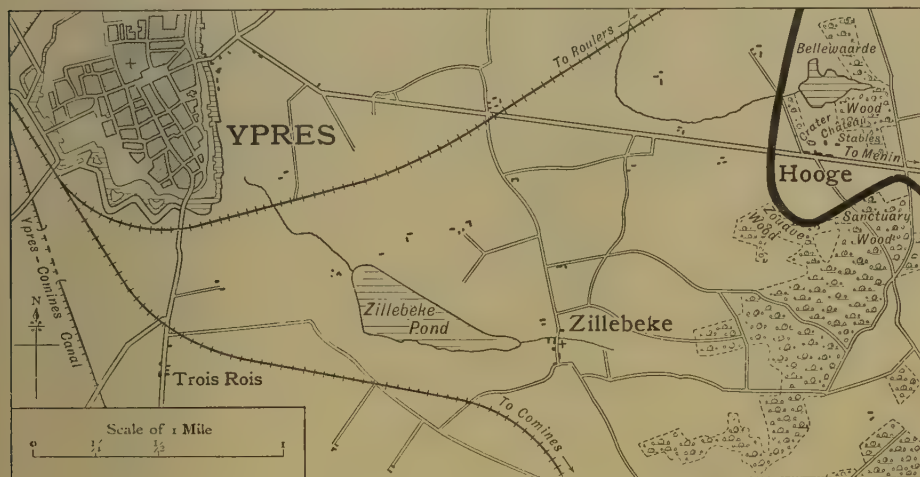 To Roulers
Bellewaarde
YPRES
Crater
Chateau
Wood
Stables
To Menin
Hooge
Zouave
Wood
Sanctuary
Wood
Ypres-Comines Canal
N
Zillebeke
Pond
Zillebeke
Trois Rois
To Comines
Scale of 1 Mile
0 1/4 1/2 1